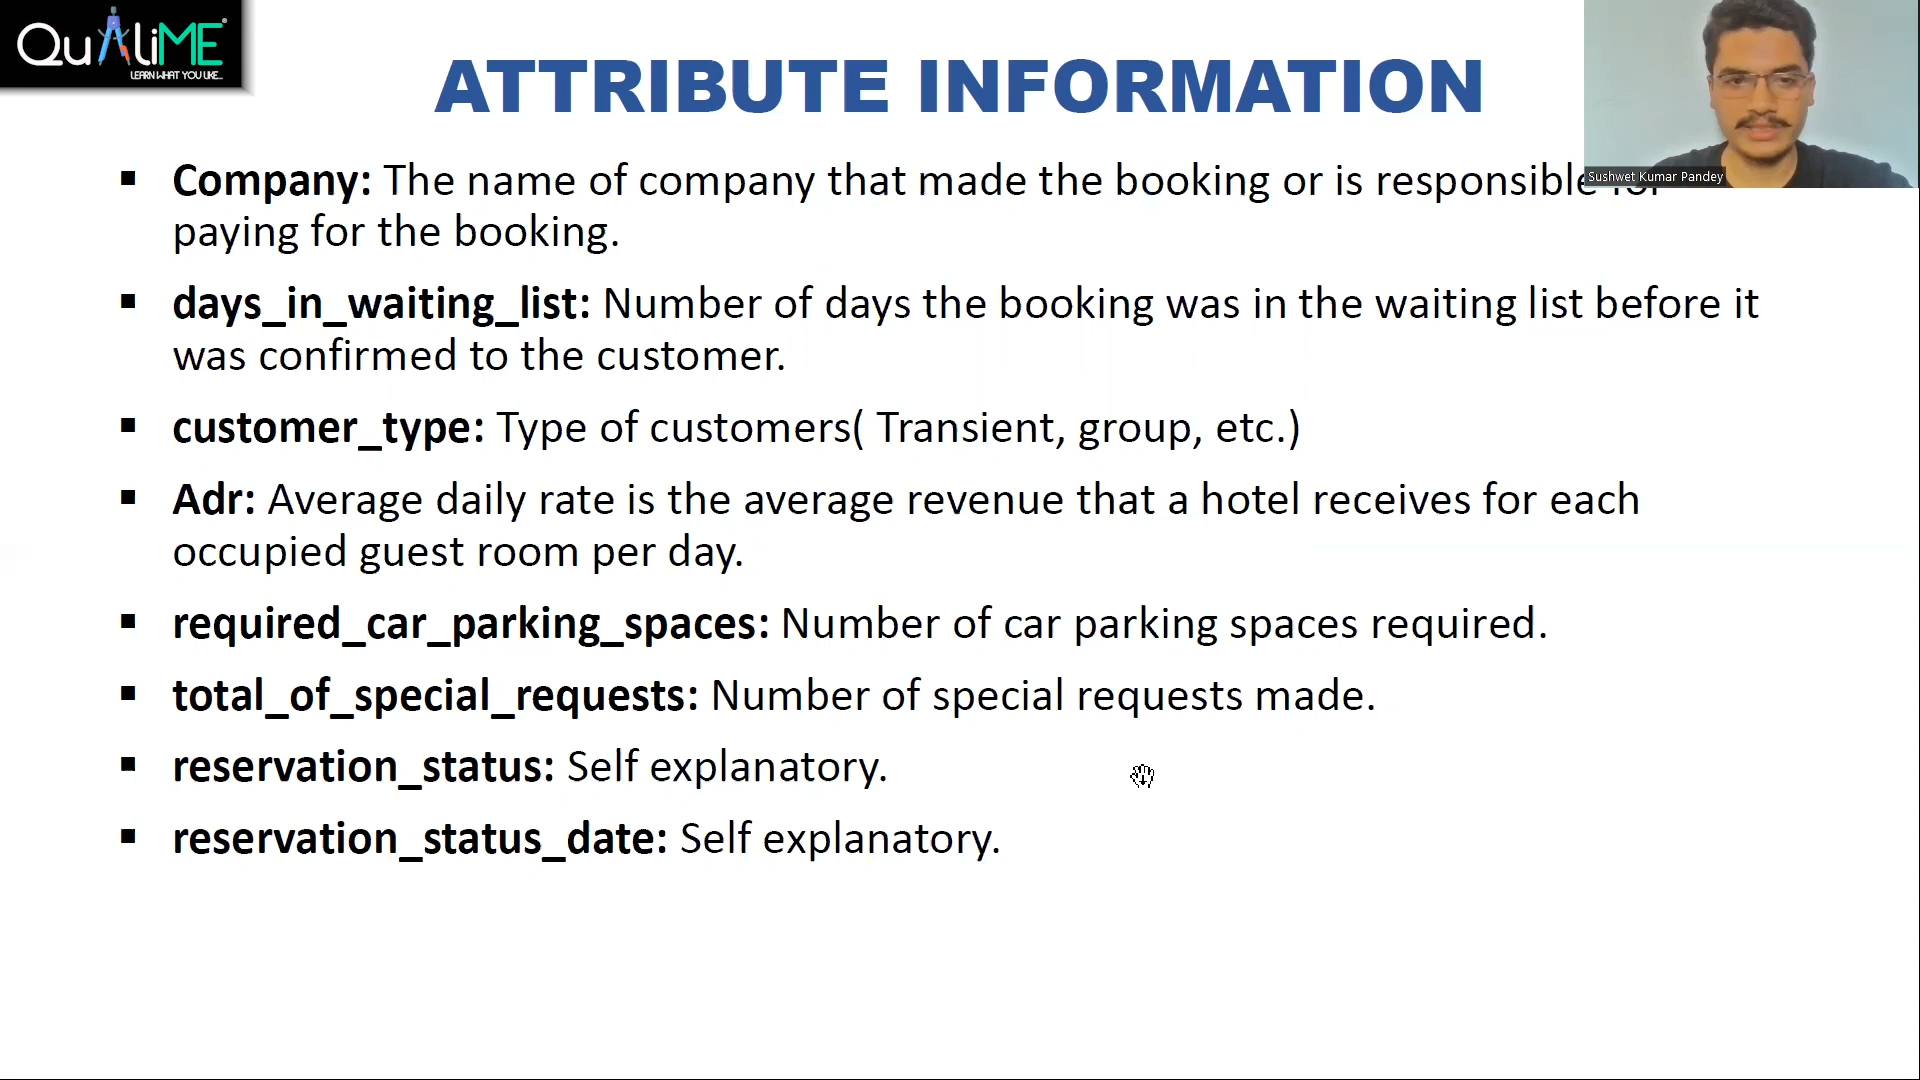 QuAliME
LEARN WHAT YOU LIKE...
ATTRIBUTE INFORMATION
Sushwet Kumar Pandey
▪ Company: The name of company that made the booking or is responsible for
paying for the booking.
▪ days_in_waiting_list: Number of days the booking was in the waiting list before it
was confirmed to the customer.
▪ customer_type: Type of customers( Transient, group, etc.)
▪ Adr: Average daily rate is the average revenue that a hotel receives for each
occupied guest room per day.
▪ required_car_parking_spaces: Number of car parking spaces required.
▪ total_of_special_requests: Number of special requests made.
▪ reservation_status: Self explanatory.
▪ reservation_status_date: Self explanatory.